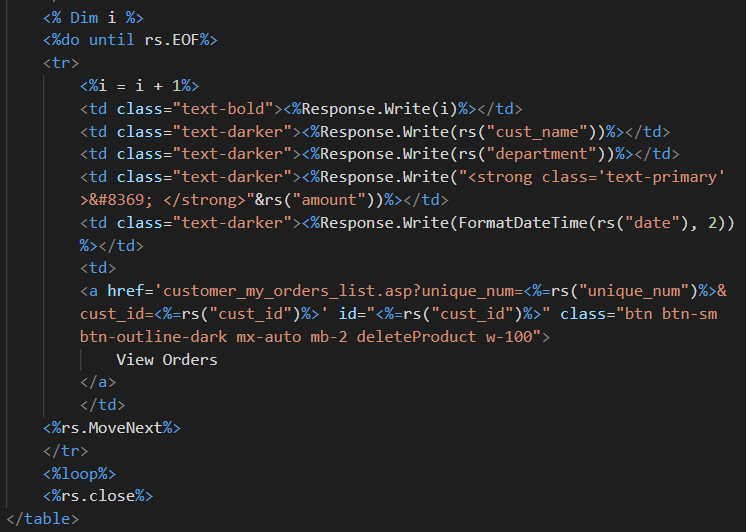 <% Dim i %>
<%do until rs.EOF%>
<tr>
<%i = i + 1%>
<td class="text-bold"><%Response.Write(i)%></td>
<td class="text-darker"><%Response.Write(rs("cust_name"))%></td>
<td class="text-darker"><%Response.Write(rs("department"))%></td>
<td class="text-darker"><%Response.Write("<strong class='text-primary'
>&#8369; </strong>"&rs("amount"))%></td>
<td class="text-darker"><%Response.Write(FormatDateTime(rs("date"), 2))
%></td>
<td>
<a href='customer_my_orders_list.asp?unique_num=<%=rs("unique_num")%>&
cust_id=<%=rs("cust_id")%>' id="<%=rs("cust_id")%>" class="btn btn-sm
btn-outline-dark mx-auto mb-2 deleteProduct w-100">
View Orders
</a>
</td>
<%rs.MoveNext%>
</tr>
<%loop%>
<%rs.close%>
</table>